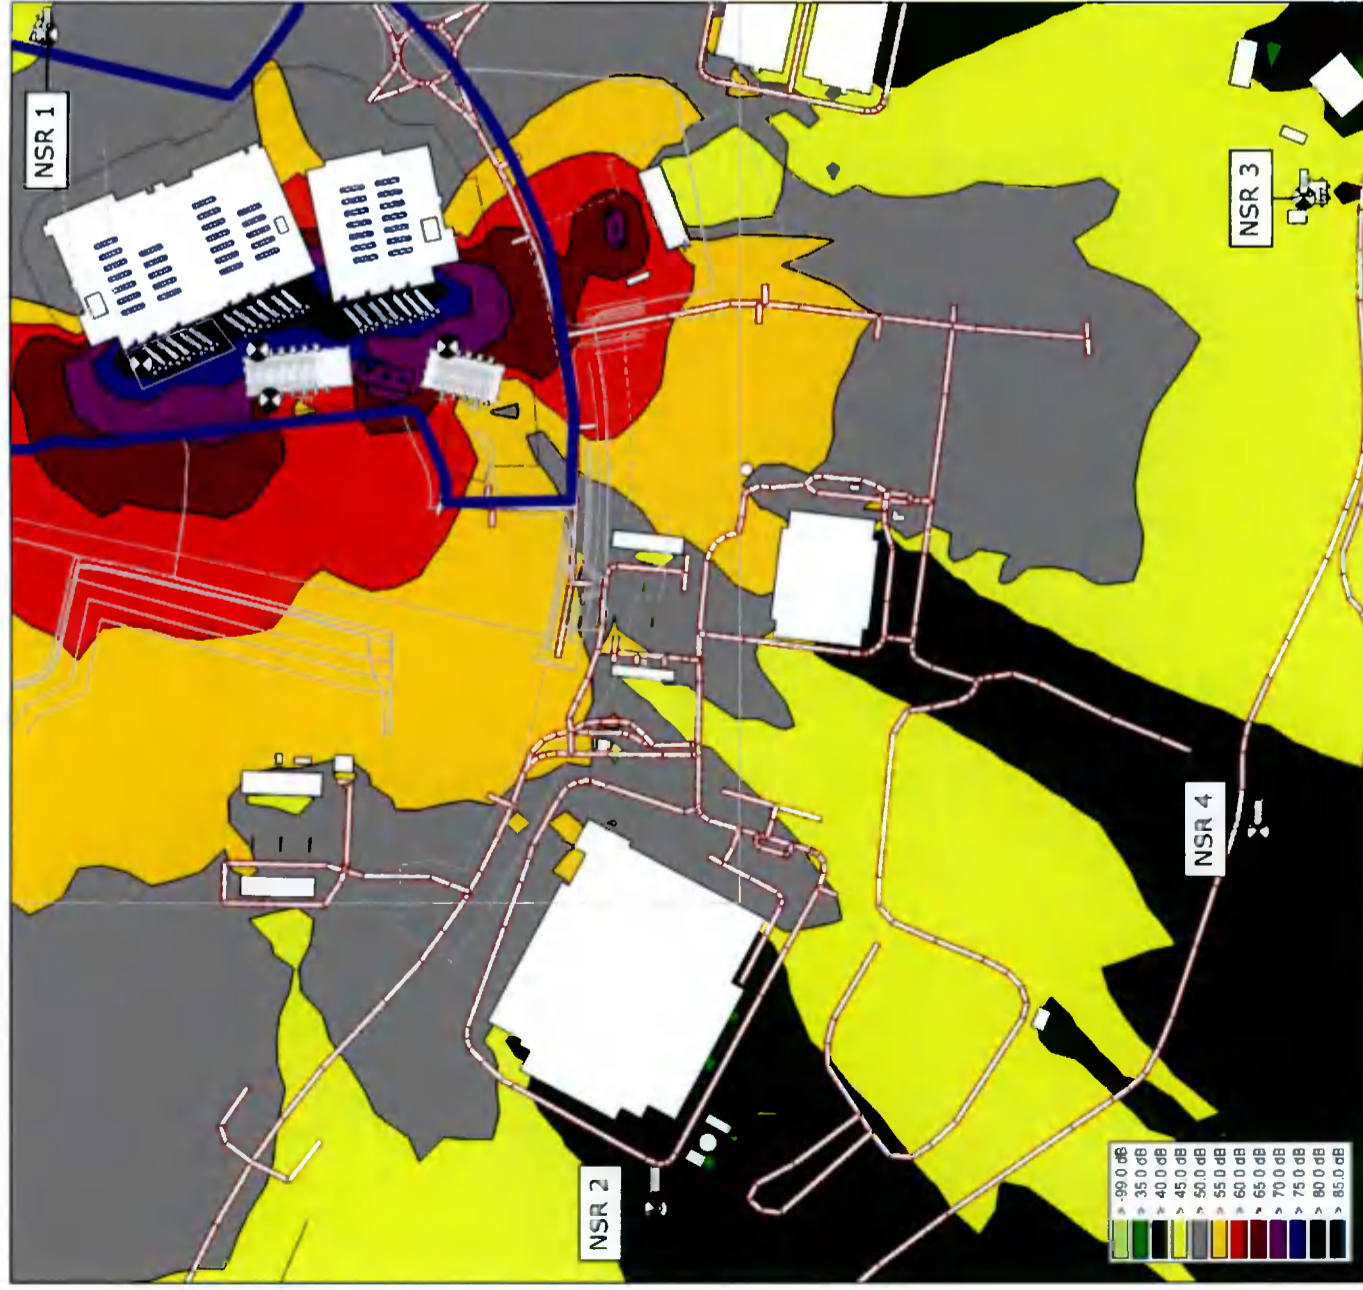 NSR 1
NSR 3
NSR 4
NSR 2
> -99.0 dB
> 35.0 dB
> 40.0 dB
> 45.0 dB
> 50.0 dB
> 55.0 dB
> 60.0 dB
> 65.0 dB
> 70.0 dB
> 75.0 dB
> 80.0 dB
> 85.0 dB